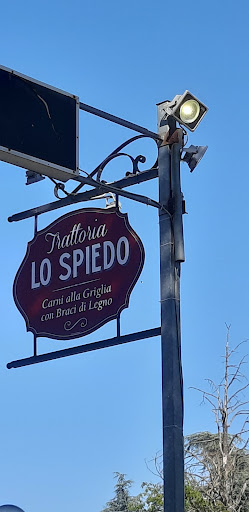 Trattoria
LO SPIEDO
Carni alla Griglia
con Braci di Legno